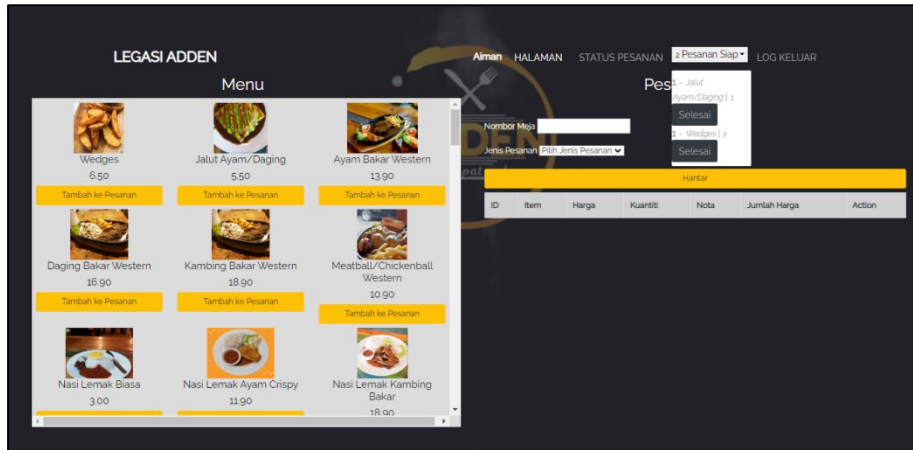 LEGASI ADDEN
Aiman HALAMAN STATUS PESANAN 2 Pesanan Siap LOG KELUAR
Menu
Pes
1 - Jalut
Ayam/Daging | 1
Selesai
1 - Wedges | 1
Selesai
Nombor Meja
Jenis Pesanan Pilih Jenis Pesanan
Hantar
ID Item Harga Kuantiti Nota Jumlah Harga Action
Wedges Jalut Ayam/Daging Ayam Bakar Western
6.50 5.50 13.90
Tambah ke Pesanan Tambah ke Pesanan Tambah ke Pesanan
Daging Bakar Western Kambing Bakar Western Meatball/Chickenball
Western
16.90 18.90 10.90
Tambah ke Pesanan Tambah ke Pesanan Tambah ke Pesanan
Nasi Lemak Biasa Nasi Lemak Ayam Crispy Nasi Lemak Kambing
Bakar
3.00 11.90 18.90